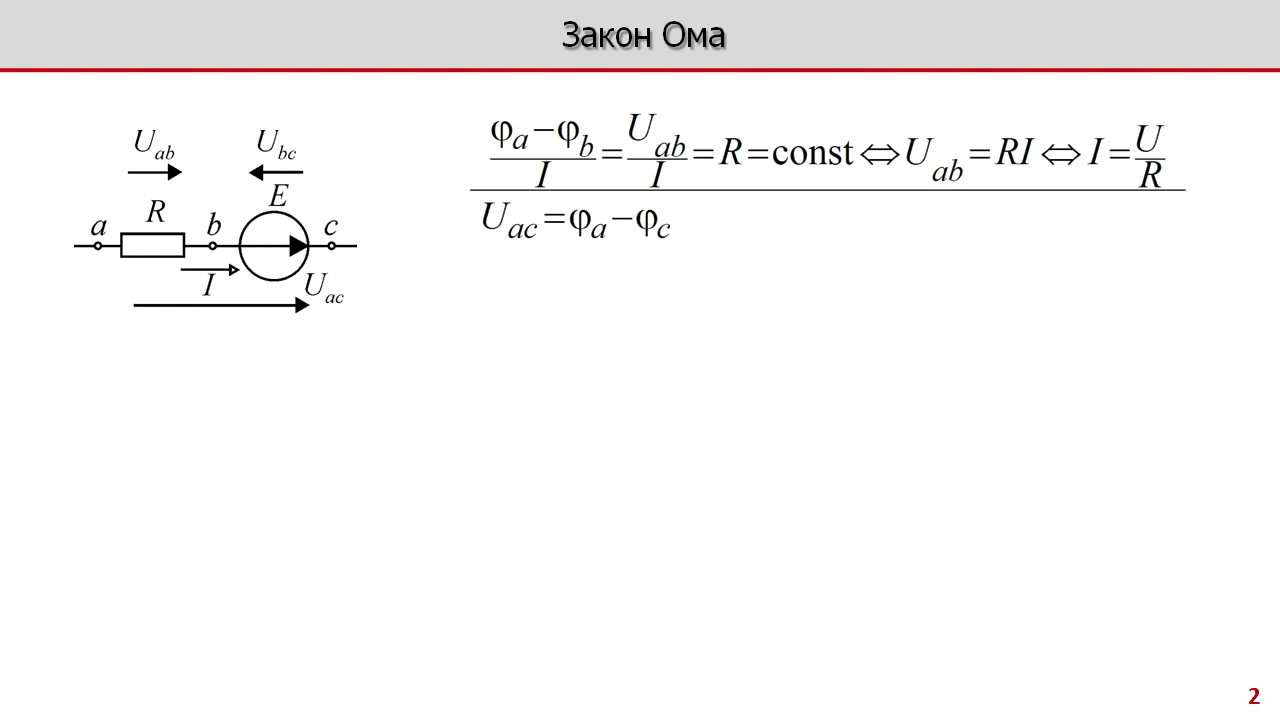 Закон Ома
U_ab U_bc
E
a R b c
I U_ac
(φ_a−φ_b)/I = U_ab/I = R = const ⇔ U_ab = RI ⇔ I = U/R
U_ac = φ_a−φ_c
2